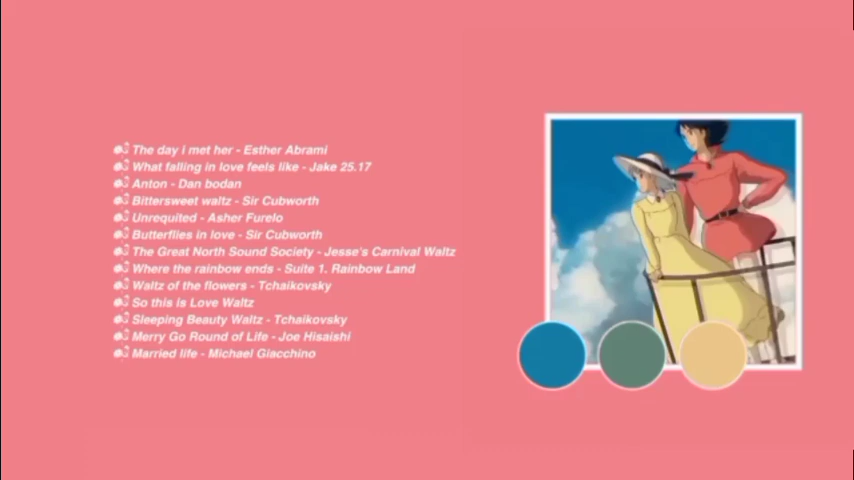 The day i met her - Esther Abrami
What falling in love feels like - Jake 25.17
Anton - Dan bodan
Bittersweet waltz - Sir Cubworth
Unrequited - Asher Furelo
Butterflies in love - Sir Cubworth
The Great North Sound Society - Jesse's Carnival Waltz
Where the rainbow ends - Suite 1. Rainbow Land
Waltz of the flowers - Tchaikovsky
So this is Love Waltz
Sleeping Beauty Waltz - Tchaikovsky
Merry Go Round of Life - Joe Hisaishi
Married life - Michael Giacchino